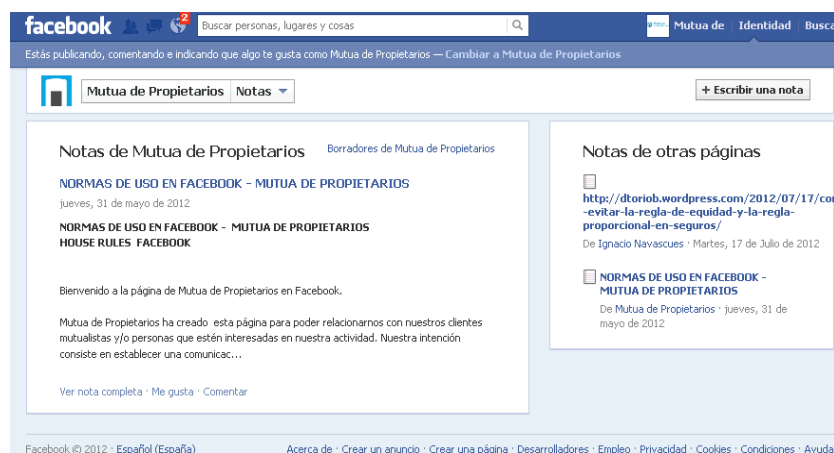 facebook
2
Buscar personas, lugares y cosas
Mutua de Identidad Busca
Estás publicando, comentando e indicando que algo te gusta como Mutua de Propietarios — Cambiar a Mutua de Propietarios
Mutua de Propietarios Notas
+ Escribir una nota
Notas de Mutua de Propietarios
Borradores de Mutua de Propietarios
NORMAS DE USO EN FACEBOOK - MUTUA DE PROPIETARIOS
jueves, 31 de mayo de 2012
NORMAS DE USO EN FACEBOOK - MUTUA DE PROPIETARIOS
HOUSE RULES FACEBOOK
Bienvenido a la página de Mutua de Propietarios en Facebook.
Mutua de Propietarios ha creado esta página para poder relacionarnos con nuestros clientes
mutualistas y/o personas que estén interesadas en nuestra actividad. Nuestra intención
consiste en establecer una comunicac...
Ver nota completa · Me gusta · Comentar
Notas de otras páginas
http://dtoriob.wordpress.com/2012/07/17/co
-evitar-la-regla-de-equidad-y-la-regla-
proporcional-en-seguros/
De Ignacio Navascues · Martes, 17 de Julio de 2012
NORMAS DE USO EN FACEBOOK -
MUTUA DE PROPIETARIOS
De Mutua de Propietarios · jueves, 31 de
mayo de 2012
Facebook © 2012 · Español (España)
Acerca de · Crear un anuncio · Crear una página · Desarrolladores · Empleo · Privacidad · Cookies · Condiciones · Ayuda